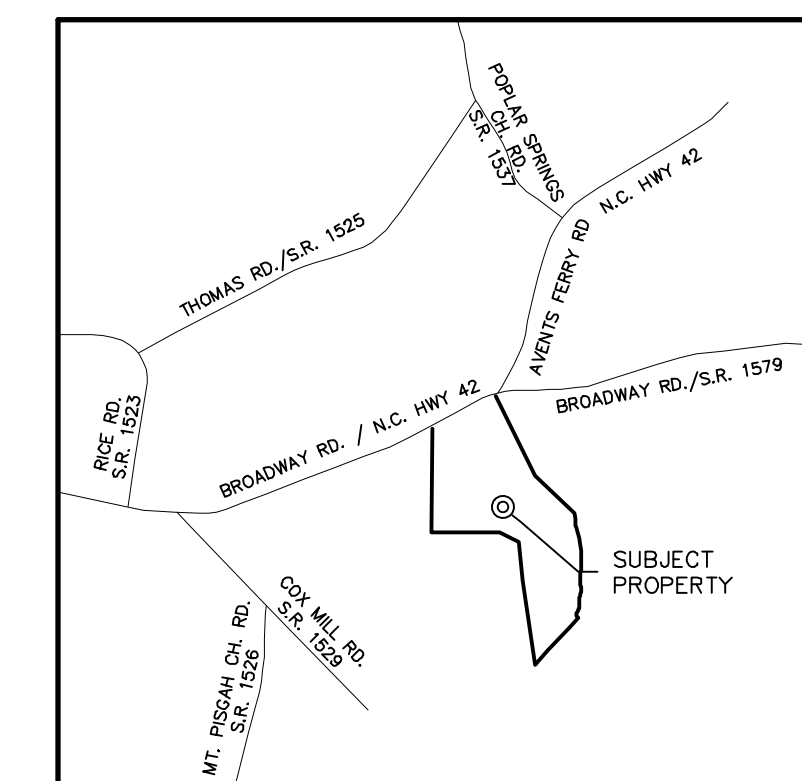 POPLAR SPRINGS
CH. RD.
S.R. 1537
N.C. HWY 42
THOMAS RD./S.R. 1525
AVENTS FERRY RD
BROADWAY RD./S.R. 1579
RICE RD.
S.R. 1523
BROADWAY RD. / N.C. HWY 42
SUBJECT
PROPERTY
COX MILL RD.
S.R. 1529
MT. PISGAH CH. RD.
S.R. 1526